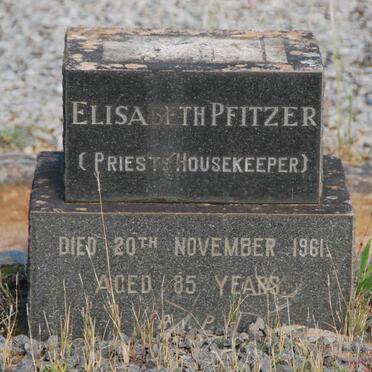 ELISABETH PFITZER
(PRIESTS HOUSEKEEPER)
DIED 20TH NOVEMBER 1961.
AGED 85 YEARS.